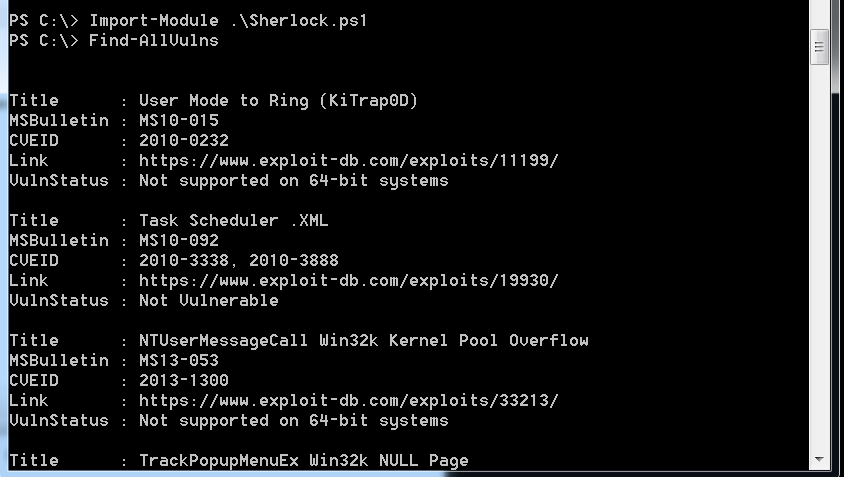 PS C:\> Import-Module .\Sherlock.ps1
PS C:\> Find-AllVulns
Title      : User Mode to Ring (KiTrap0D)
MSBulletin : MS10-015
CVEID      : 2010-0232
Link       : https://www.exploit-db.com/exploits/11199/
VulnStatus : Not supported on 64-bit systems
Title      : Task Scheduler .XML
MSBulletin : MS10-092
CVEID      : 2010-3338, 2010-3888
Link       : https://www.exploit-db.com/exploits/19930/
VulnStatus : Not Vulnerable
Title      : NTUserMessageCall Win32k Kernel Pool Overflow
MSBulletin : MS13-053
CVEID      : 2013-1300
Link       : https://www.exploit-db.com/exploits/33213/
VulnStatus : Not supported on 64-bit systems
Title      : TrackPopupMenuEx Win32k NULL Page